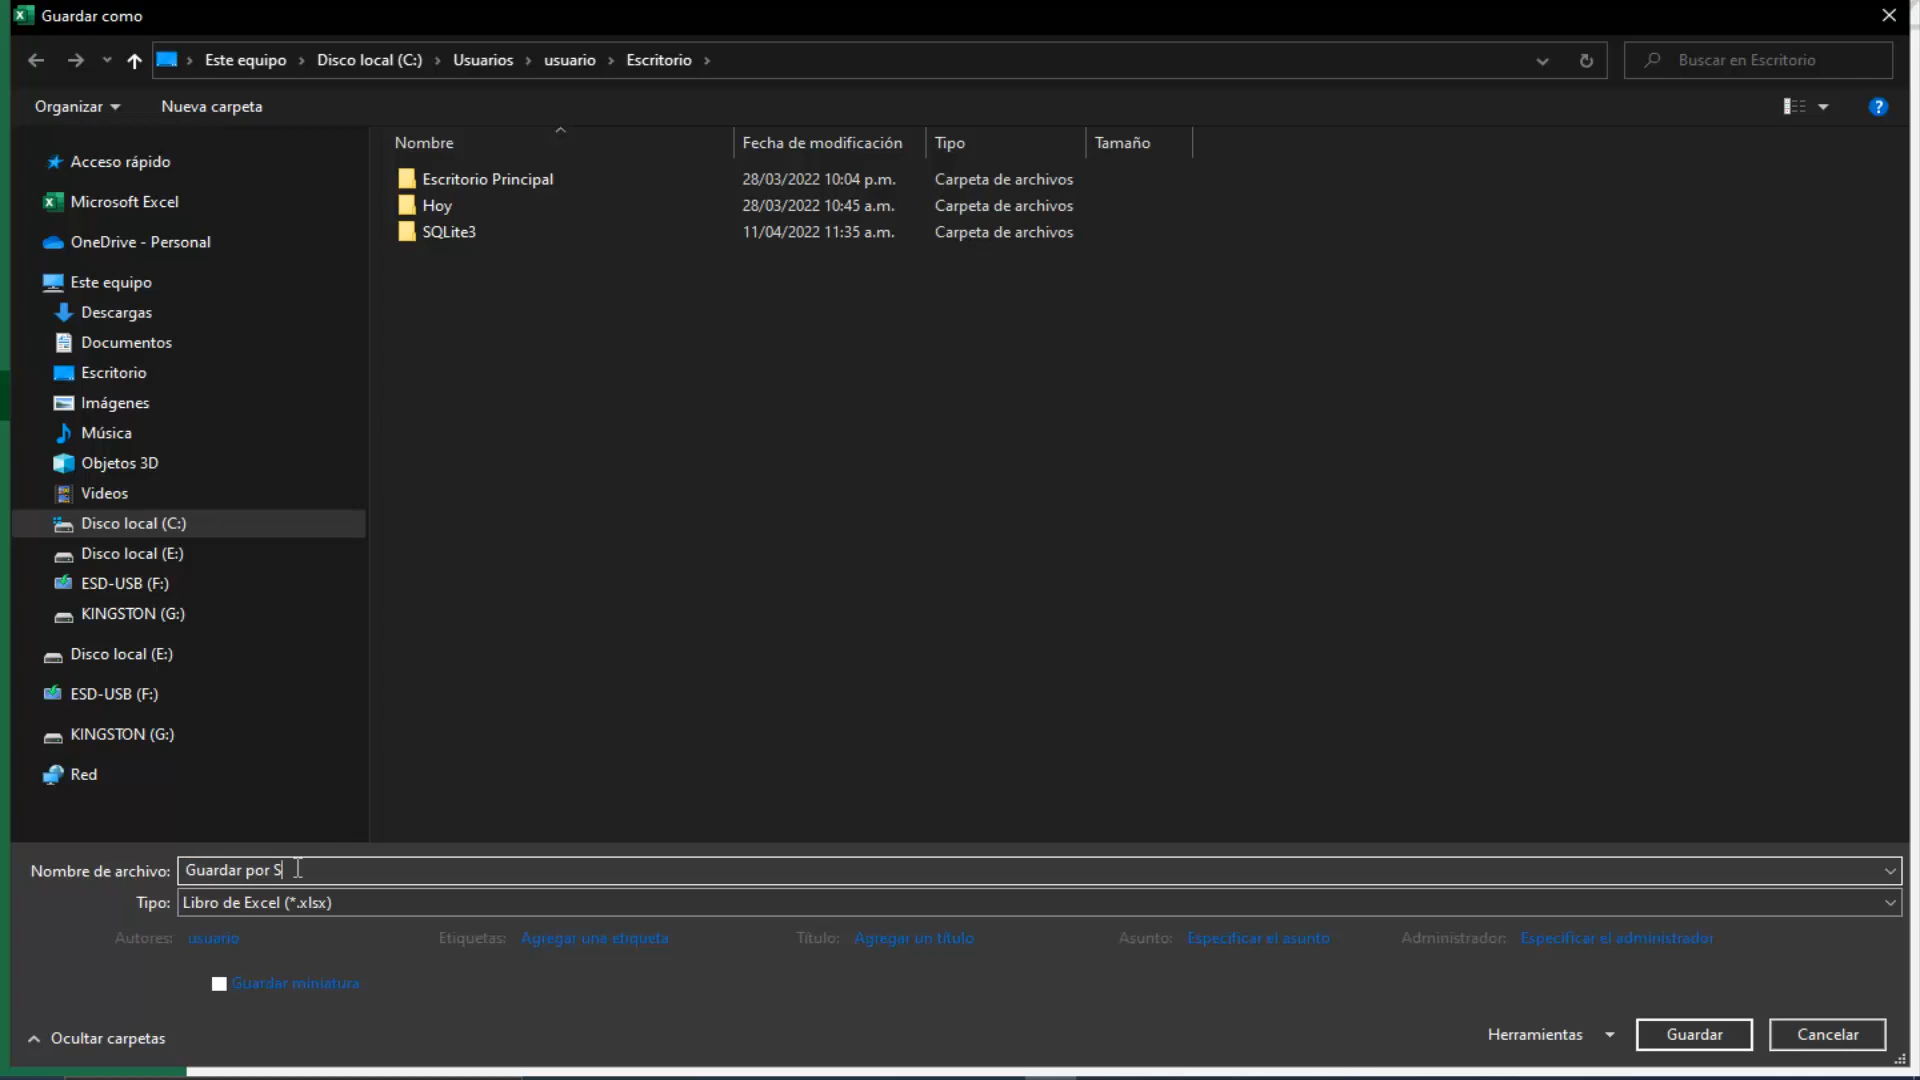 Guardar como
Este equipo Disco local (C:) Usuarios usuario Escritorio
Buscar en Escritorio
Organizar Nueva carpeta
Nombre Fecha de modificación Tipo Tamaño
Escritorio Principal 28/03/2022 10:04 p.m. Carpeta de archivos
Hoy 28/03/2022 10:45 a.m. Carpeta de archivos
SQLite3 11/04/2022 11:35 a.m. Carpeta de archivos
Acceso rápido
Microsoft Excel
OneDrive - Personal
Este equipo
Descargas
Documentos
Escritorio
Imágenes
Música
Objetos 3D
Videos
Disco local (C:)
Disco local (E:)
ESD-USB (F:)
KINGSTON (G:)
Disco local (E:)
ESD-USB (F:)
KINGSTON (G:)
Red
Nombre de archivo: Guardar por S
Tipo: Libro de Excel (*.xlsx)
Autores: usuario Etiquetas: Agregar una etiqueta Título: Agregar un título Asunto: Especificar el asunto Administrador: Especificar el administrador
Guardar miniatura
Ocultar carpetas
Herramientas Guardar Cancelar